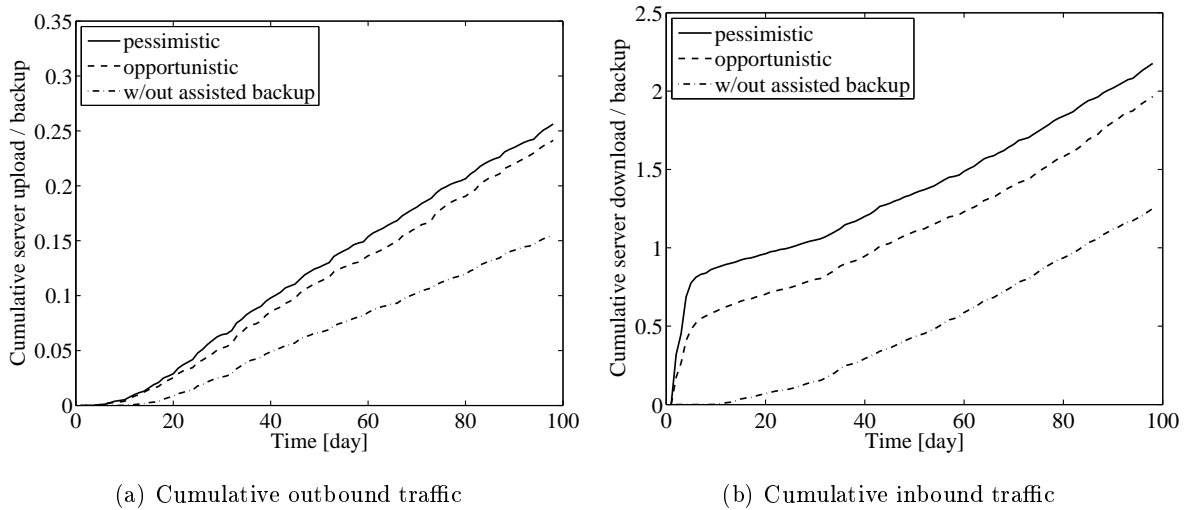 0.35
0.3
0.25
0.2
0.15
0.1
0.05
0
Cumulative server upload / backup
pessimistic
opportunistic
w/out assisted backup
0 20 40 60 80 100
Time [day]
(a) Cumulative outbound traffic
2.5
2
1.5
1
0.5
0
Cumulative server download / backup
pessimistic
opportunistic
w/out assisted backup
0 20 40 60 80 100
Time [day]
(b) Cumulative inbound traffic